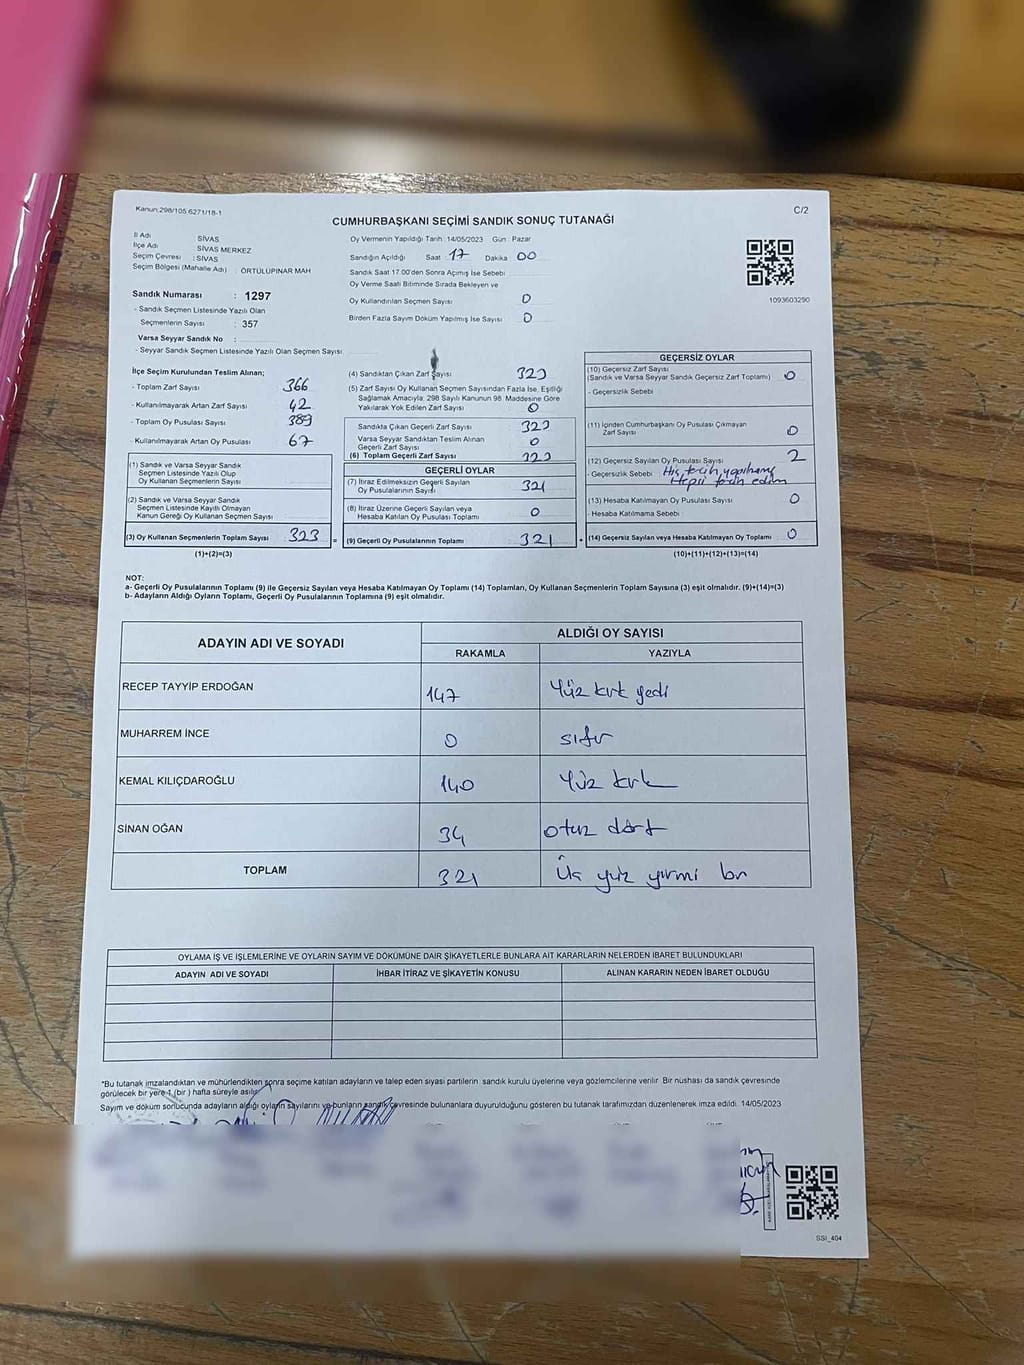 Kanun:298/105 6271/18-1
C/2
CUMHURBAŞKANI SEÇİMİ SANDIK SONUÇ TUTANAĞI
İl Adı SİVAS
İlçe Adı SİVAS MERKEZ
Seçim Çevresi : SİVAS
Seçim Bölgesi (Mahalle Adı) : ÖRTÜLÜPINAR MAH
Oy Vermenin Yapıldığı Tarih :14/05/2023 Gün : Pazar
Sandığın Açıldığı Saat 17 Dakika 00
Sandık Saat 17.00'den Sonra Açımış İse Sebebi
Oy Verme Saati Bitiminde Sırada Bekleyen ve
Oy Kullandırılan Seçmen Sayısı 0
Birden Fazla Sayım Döküm Yapılmış İse Sayısı 0
1093603290
Sandık Numarası : 1297
- Sandık Seçmen Listesinde Yazılı Olan
Seçmenlerin Sayısı : 357
Varsa Seyyar Sandık No :
- Seyyar Sandık Seçmen Listesinde Yazılı Olan Seçmen Sayısı
İlçe Seçim Kurulundan Teslim Alınan;
- Toplam Zarf Sayısı 366
- Kullanılmayarak Artan Zarf Sayısı 42
- Toplam Oy Pusulası Sayısı 389
- Kullanılmayarak Artan Oy Pusulası 67
(1) Sandık ve Varsa Seyyar Sandık
Seçmen Listesinde Yazılı Olup
Oy Kullanan Seçmenlerin Sayısı
(2) Sandık ve Varsa Seyyar Sandık
Seçmen Listesinde Kayıtlı Olmayan
Kanun Gereği Oy Kullanan Seçmen Sayısı
(3) Oy Kullanan Seçmenlerin Toplam Sayısı 323
(1)+(2)=(3)
(4) Sandıktan Çıkan Zarf Sayısı 323
(5) Zarf Sayısı Oy Kullanan Seçmen Sayısından Fazla İse, Eşitliği
Sağlamak Amacıyla; 298 Sayılı Kanunun 98. Maddesine Göre
Yakılarak Yok Edilen Zarf Sayısı 0
Sandıkta Çıkan Geçerli Zarf Sayısı 323
Varsa Seyyar Sandıktan Teslim Alınan
Geçerli Zarf Sayısı 0
(6) Toplam Geçerli Zarf Sayısı 323
GEÇERLİ OYLAR
(7) İtiraz Edilmeksizin Geçerli Sayılan
Oy Pusulalarının Sayısı 321
(8) İtiraz Üzerine Geçerli Sayılan veya
Hesaba Katılan Oy Pusulası Toplamı 0
= (9) Geçerli Oy Pusulalarının Toplamı 321 +
GEÇERSİZ OYLAR
(10) Geçersiz Zarf Sayısı
(Sandık ve Varsa Seyyar Sandık Geçersiz Zarf Toplamı) 0
- Geçersizlik Sebebi
(11) İçinden Cumhurbaşkanı Oy Pusulası Çıkmayan
Zarf Sayısı 0
(12) Geçersiz Sayılan Oy Pusulası Sayısı 2
- Geçersizlik Sebebi Hiç tercih yapılmamış
Hepsi tercih edilmiş
(13) Hesaba Katılmayan Oy Pusulası Sayısı 0
- Hesaba Katılmama Sebebi
(14) Geçersiz Sayılan veya Hesaba Katılmayan Oy Toplamı 0
(10)+(11)+(12)+(13)=(14)
NOT:
a- Geçerli Oy Pusulalarının Toplamı (9) ile Geçersiz Sayılan veya Hesaba Katılmayan Oy Toplamı (14) Toplamları, Oy Kullanan Seçmenlerin Toplam Sayısına (3) eşit olmalıdır. (9)+(14)=(3)
b- Adayların Aldığı Oyların Toplamı, Geçerli Oy Pusulalarının Toplamına (9) eşit olmalıdır.
ADAYIN ADI VE SOYADI
ALDIĞI OY SAYISI
RAKAMLA YAZIYLA
RECEP TAYYİP ERDOĞAN 147 Yüz kırk yedi
MUHARREM İNCE 0 sıfır
KEMAL KILIÇDAROĞLU 140 Yüz kırk
SİNAN OĞAN 34 otuz dört
TOPLAM 321 Üç yüz yirmi bir
OYLAMA İŞ VE İŞLEMLERİNE VE OYLARIN SAYIM VE DÖKÜMÜNE DAİR ŞİKAYETLERLE BUNLARA AİT KARARLARIN NELERDEN İBARET BULUNDUKLARI
ADAYIN ADI VE SOYADI İHBAR İTİRAZ VE ŞİKAYETİN KONUSU ALINAN KARARIN NEDEN İBARET OLDUĞU
*Bu tutanak imzalandıktan ve mühürlendikten sonra seçime katılan adayların ve talep eden siyasi partilerin sandık kurulu üyelerine veya gözlemcilerine verilir. Bir nüshası da sandık çevresinde
görülecek bir yere 1 (bir ) hafta süreyle asılır.
Sayım ve döküm sonucunda adayların aldığı oyların sayılarını ve bunların sandık çevresinde bulunanlara duyurulduğunu gösteren bu tutanak tarafımızdan düzenlenerek imza edildi. 14/05/2023
SSI_404